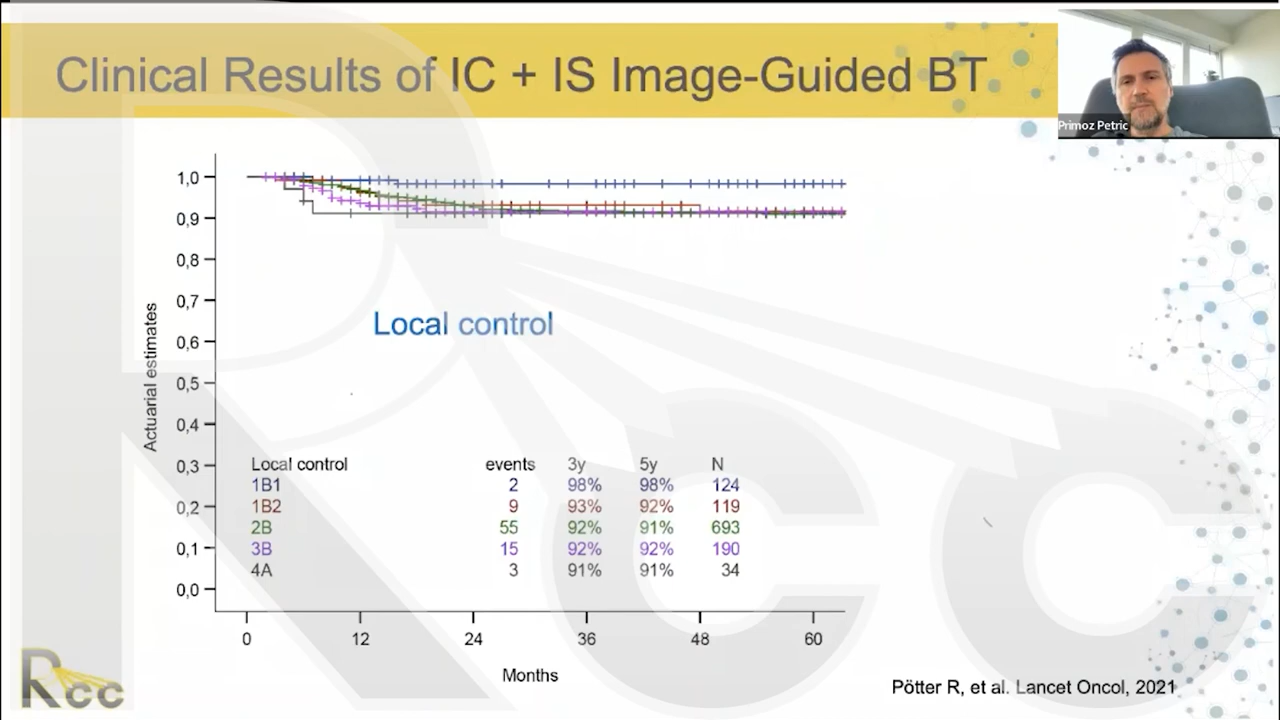 Clinical Results of IC + IS Image-Guided BT
Primoz Petric
1,0
0,9
0,8
0,7
0,6
0,5
0,4
0,3
0,2
0,1
0,0
Actuarial estimates
Local control
Local control events 3y 5y N
1B1 2 98% 98% 124
1B2 9 93% 92% 119
2B 55 92% 91% 693
3B 15 92% 92% 190
4A 3 91% 91% 34
0 12 24 36 48 60
Months
Pötter R, et al. Lancet Oncol, 2021
Rcc
Rcc